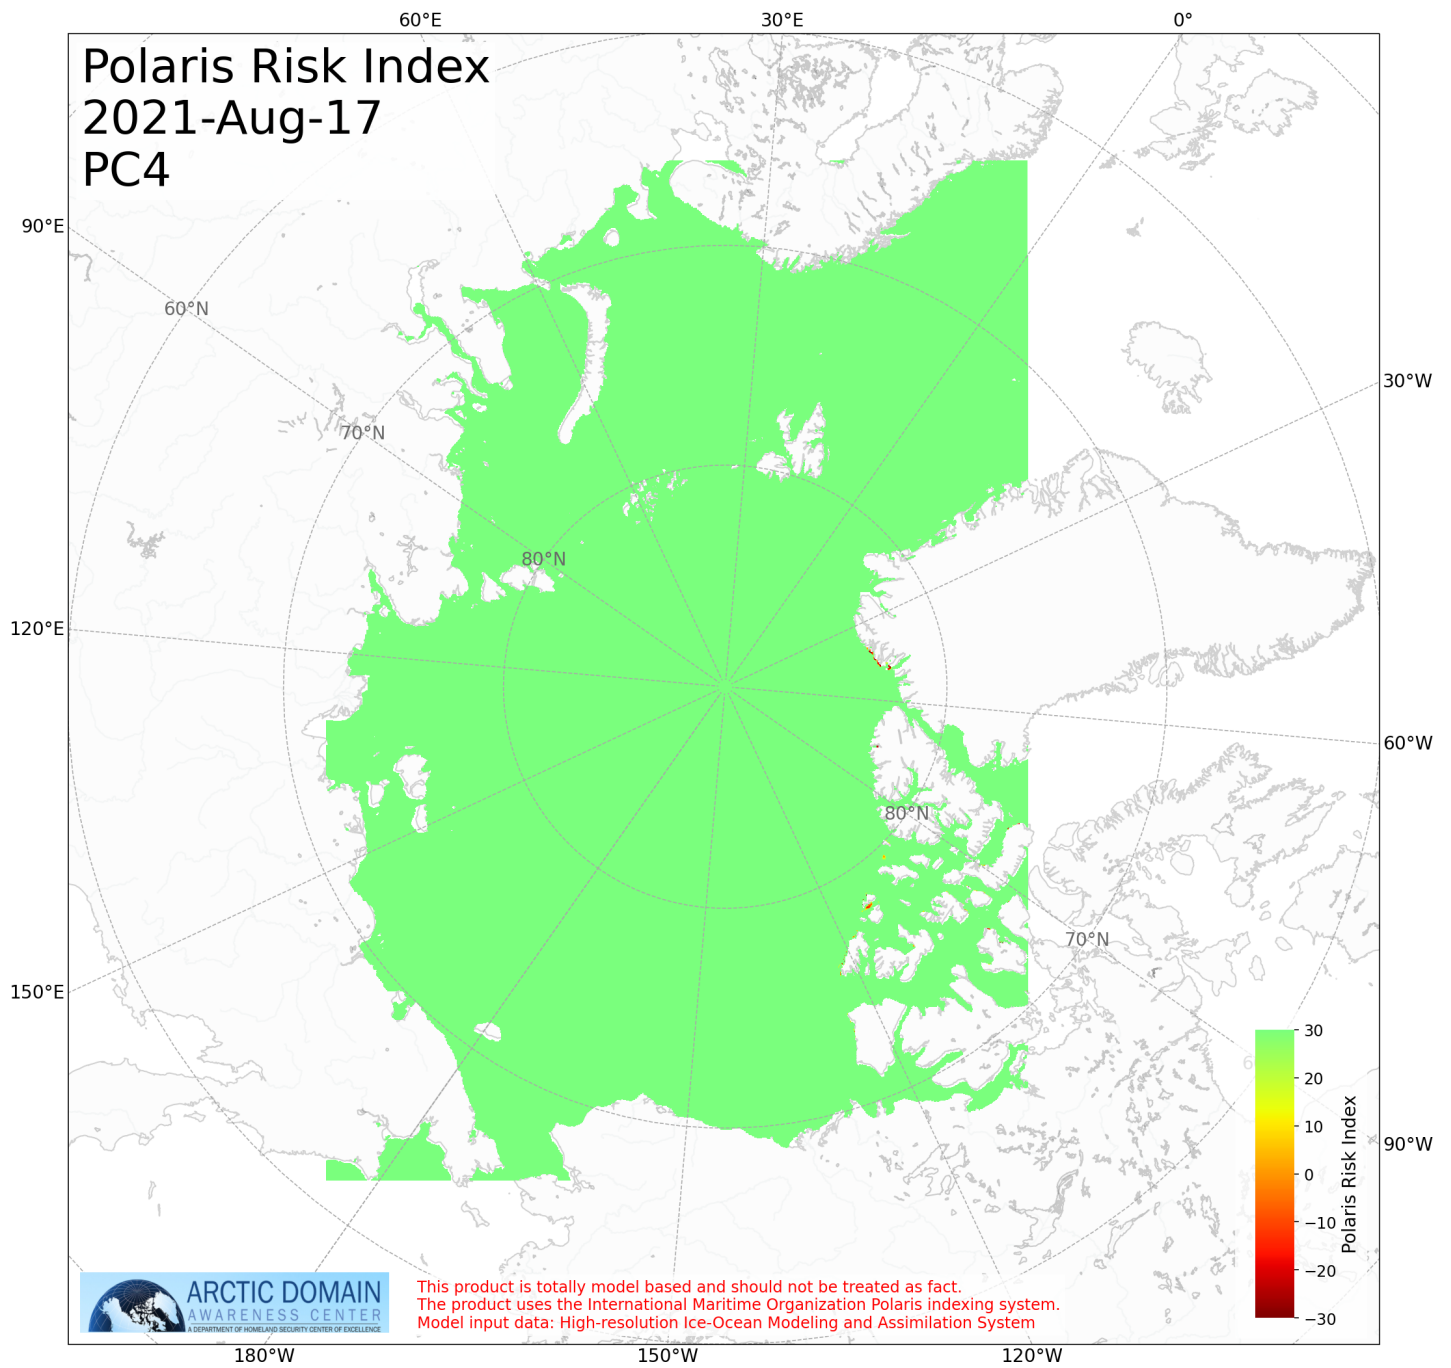 60°E
30°E
0°
Polaris Risk Index
2021-Aug-17
PC4
90°E
60°N
30°W
70°N
80°N
120°E
60°W
80°N
70°N
150°E
30
20
10
0
−10
−20
−30
Polaris Risk Index
90°W
ARCTIC DOMAIN
AWARENESS CENTER
A DEPARTMENT OF HOMELAND SECURITY CENTER OF EXCELLENCE
This product is totally model based and should not be treated as fact.
The product uses the International Maritime Organization Polaris indexing system.
Model input data: High-resolution Ice-Ocean Modeling and Assimilation System
180°W
150°W
120°W